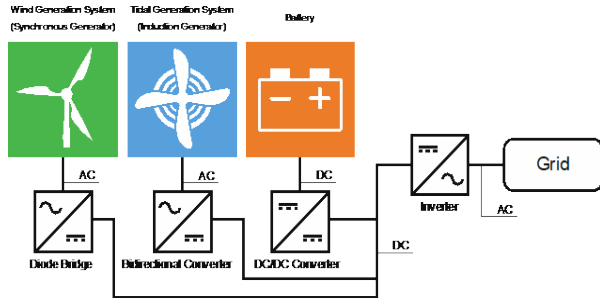 Wind Generation System
(Synchronous Generator)
Tidal Generation System
(Induction Generator)
Battery
AC
AC
DC
Grid
Inverter
AC
DC
Diode Bridge
Bidirectional Converter
DC/DC Converter